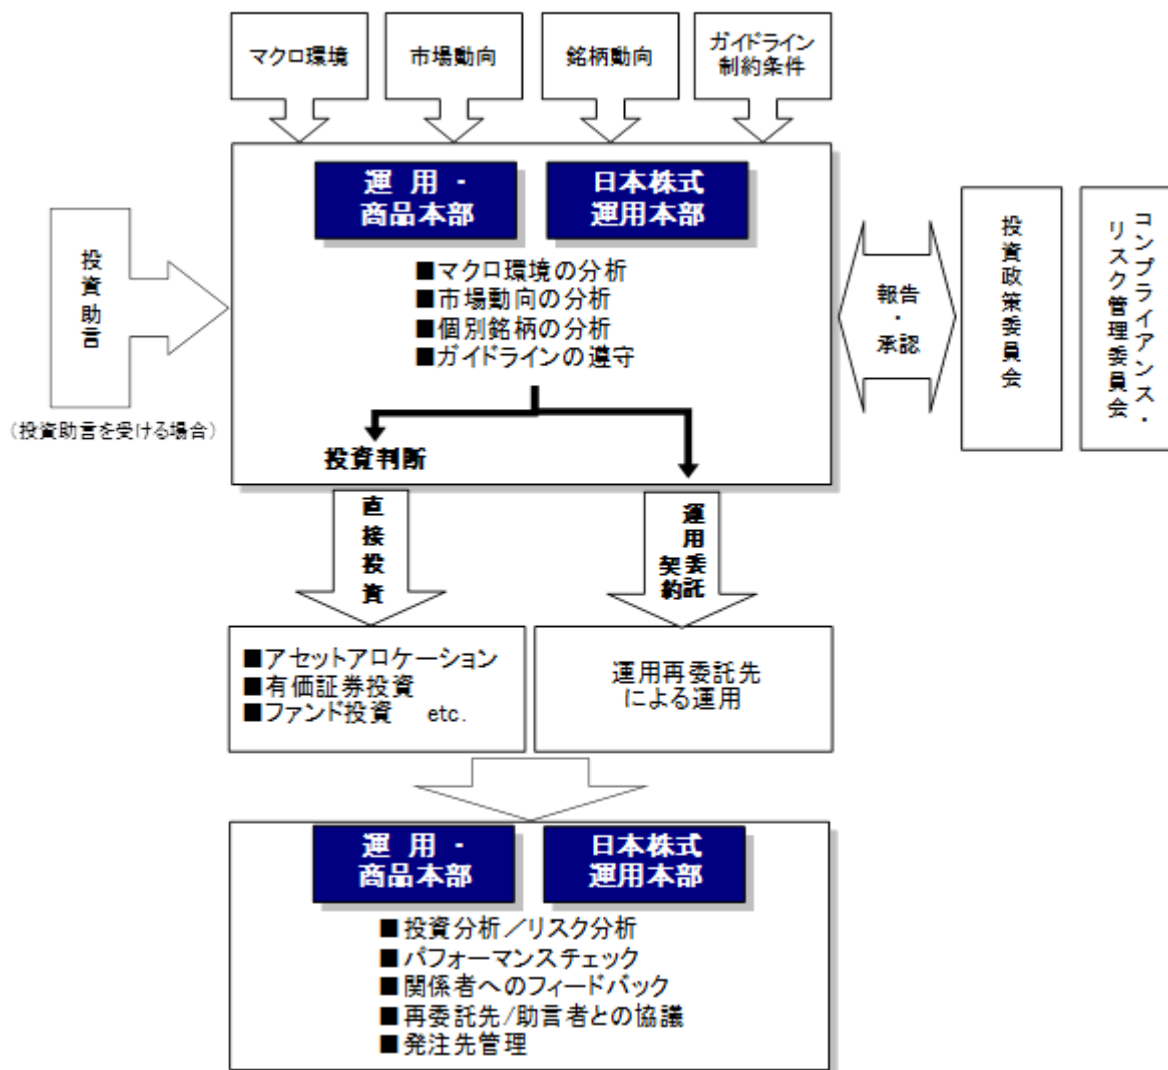 マクロ環境
市場動向
銘柄動向
ガイドライン
制約条件
運 用 -
商品本部
日本株式
運用本部
投資助言
(投資助言を受ける場合)
■マクロ環境の分析
■市場動向の分析
■個別銘柄の分析
■ガイドラインの遵守
報告
・
承認
投資政策委員会
コンプライアンス・
リスク管理委員会
投資判断
直接投資
運用委託
契約
■アセットアロケーション
■有価証券投資
■ファンド投資 etc.
運用再委託先
による運用
運 用 -
商品本部
日本株式
運用本部
■投資分析／リスク分析
■パフォーマンスチェック
■関係者へのフィードバック
■再委託先/助言者との協議
■発注先管理